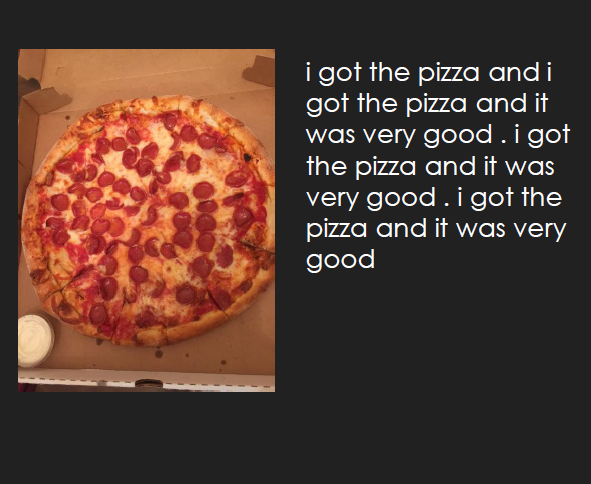 i got the pizza and i
got the pizza and it
was very good . i got
the pizza and it was
very good . i got the
pizza and it was very
good